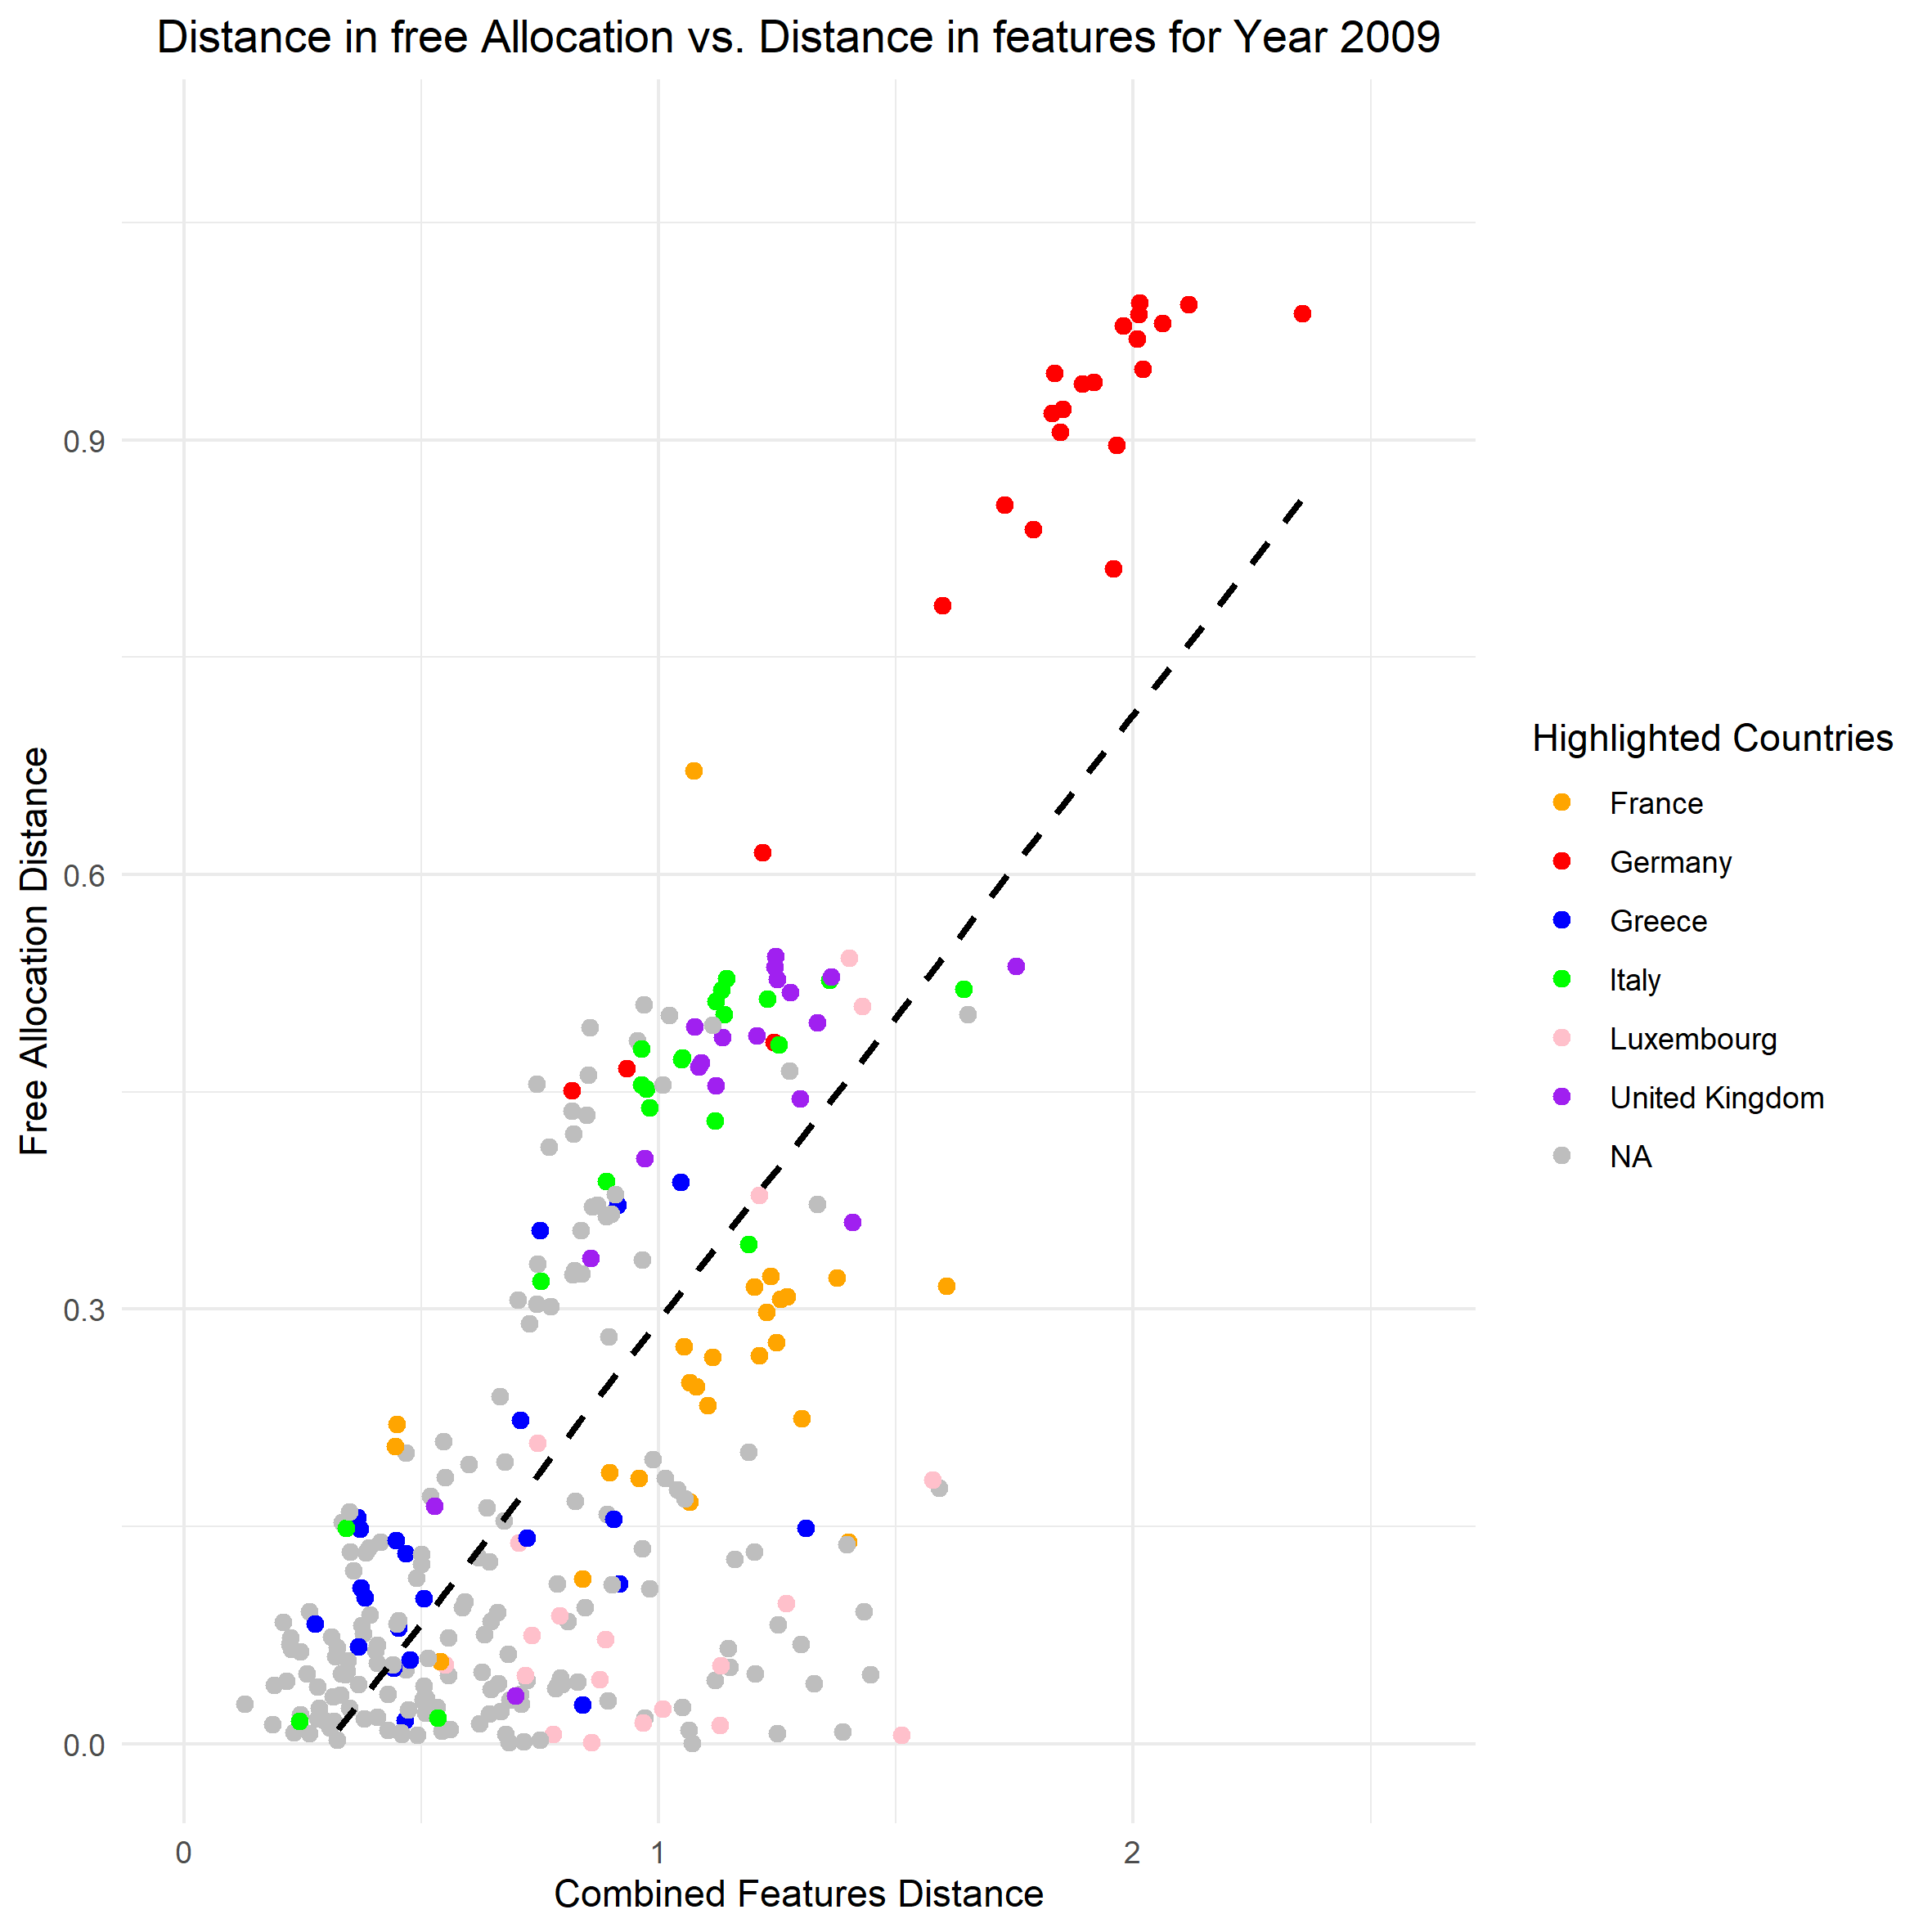 Distance in free Allocation vs. Distance in features for Year 2009
Free Allocation Distance
0.9
0.6
0.3
0.0
0
1
2
Combined Features Distance
Highlighted Countries
France
Germany
Greece
Italy
Luxembourg
United Kingdom
NA